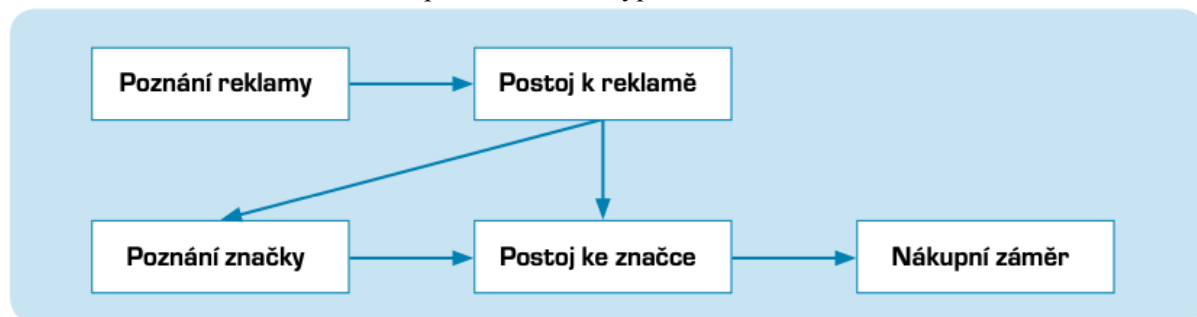 Poznání reklamy
Postoj k reklamě
Poznání značky
Postoj ke značce
Nákupní záměr